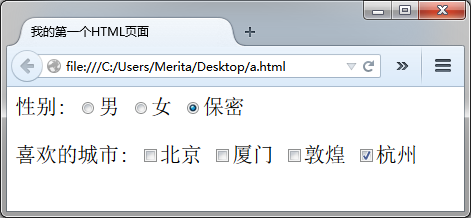 我的第一个HTML页面
file:///C:/Users/Merita/Desktop/a.html
性别: 男 女 保密
喜欢的城市: 北京 厦门 敦煌 杭州